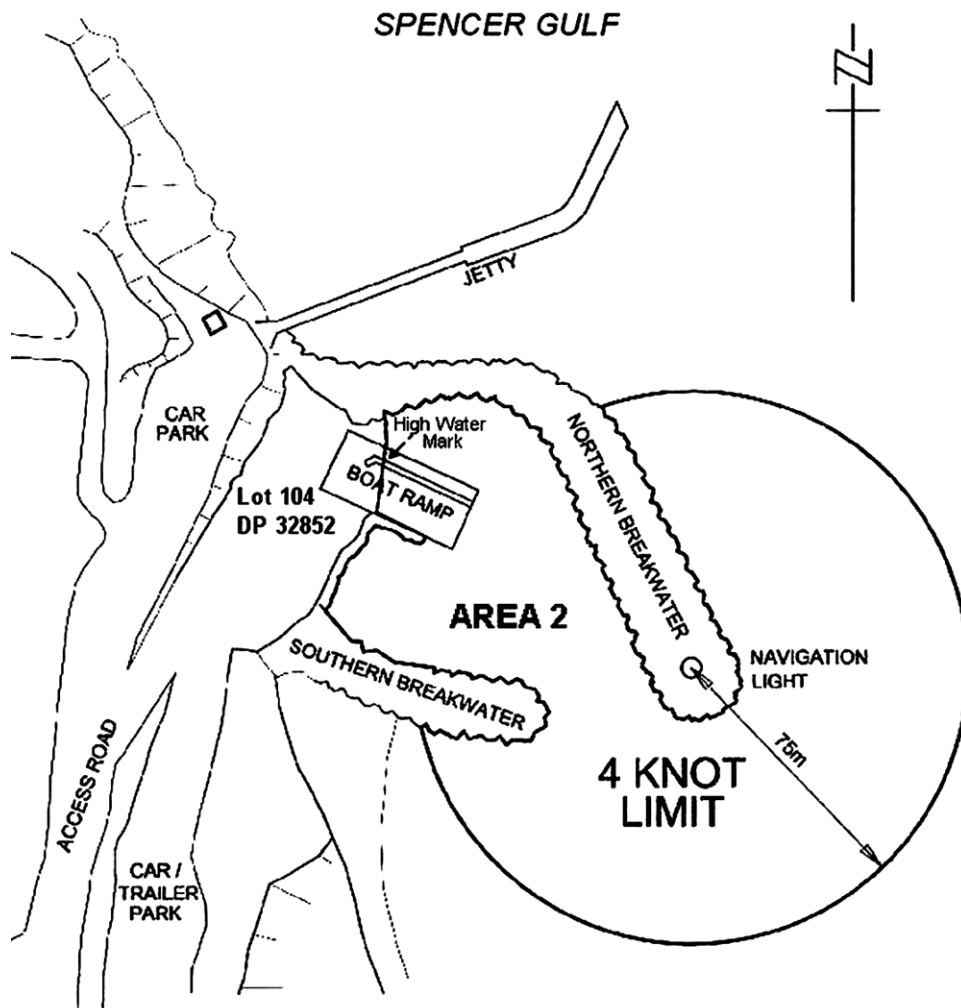 SPENCER GULF
N
JETTY
CAR
PARK
High Water
Mark
BOAT RAMP
Lot 104
DP 32852
NORTHERN BREAKWATER
AREA 2
SOUTHERN BREAKWATER
NAVIGATION
LIGHT
75m
4 KNOT
LIMIT
ACCESS ROAD
CAR /
TRAILER
PARK